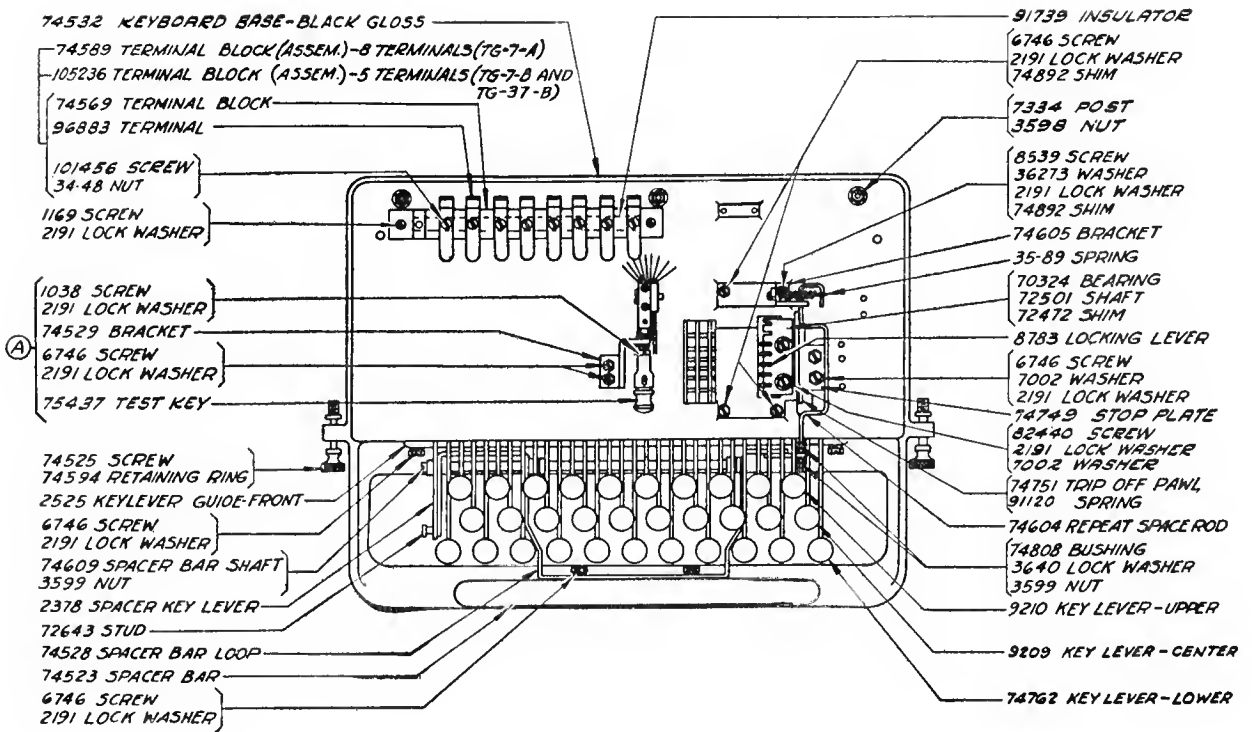 74532 KEYBOARD BASE-BLACK GLOSS
74589 TERMINAL BLOCK (ASSEM.)-8 TERMINALS (TG-7-A)
105236 TERMINAL BLOCK (ASSEM.)-5 TERMINALS (TG-7-B AND
TG-37-B)
74569 TERMINAL BLOCK
96883 TERMINAL
101456 SCREW
34-48 NUT
1169 SCREW
2191 LOCK WASHER
A
1038 SCREW
2191 LOCK WASHER
74529 BRACKET
6746 SCREW
2191 LOCK WASHER
75437 TEST KEY
74525 SCREW
74594 RETAINING RING
2525 KEYLEVER GUIDE-FRONT
6746 SCREW
2191 LOCK WASHER
74609 SPACER BAR SHAFT
3599 NUT
2378 SPACER KEY LEVER
72643 STUD
74528 SPACER BAR LOOP
74523 SPACER BAR
6746 SCREW
2191 LOCK WASHER
91739 INSULATOR
6746 SCREW
2191 LOCK WASHER
74892 SHIM
7334 POST
3598 NUT
8539 SCREW
36273 WASHER
2191 LOCK WASHER
74892 SHIM
74605 BRACKET
35-89 SPRING
70324 BEARING
72501 SHAFT
72472 SHIM
8783 LOCKING LEVER
6746 SCREW
7002 WASHER
2191 LOCK WASHER
74749 STOP PLATE
82440 SCREW
2191 LOCK WASHER
7002 WASHER
74751 TRIP OFF PAWL
91120 SPRING
74604 REPEAT SPACE ROD
74808 BUSHING
3640 LOCK WASHER
3599 NUT
9210 KEY LEVER-UPPER
9209 KEY LEVER-CENTER
74762 KEY LEVER-LOWER